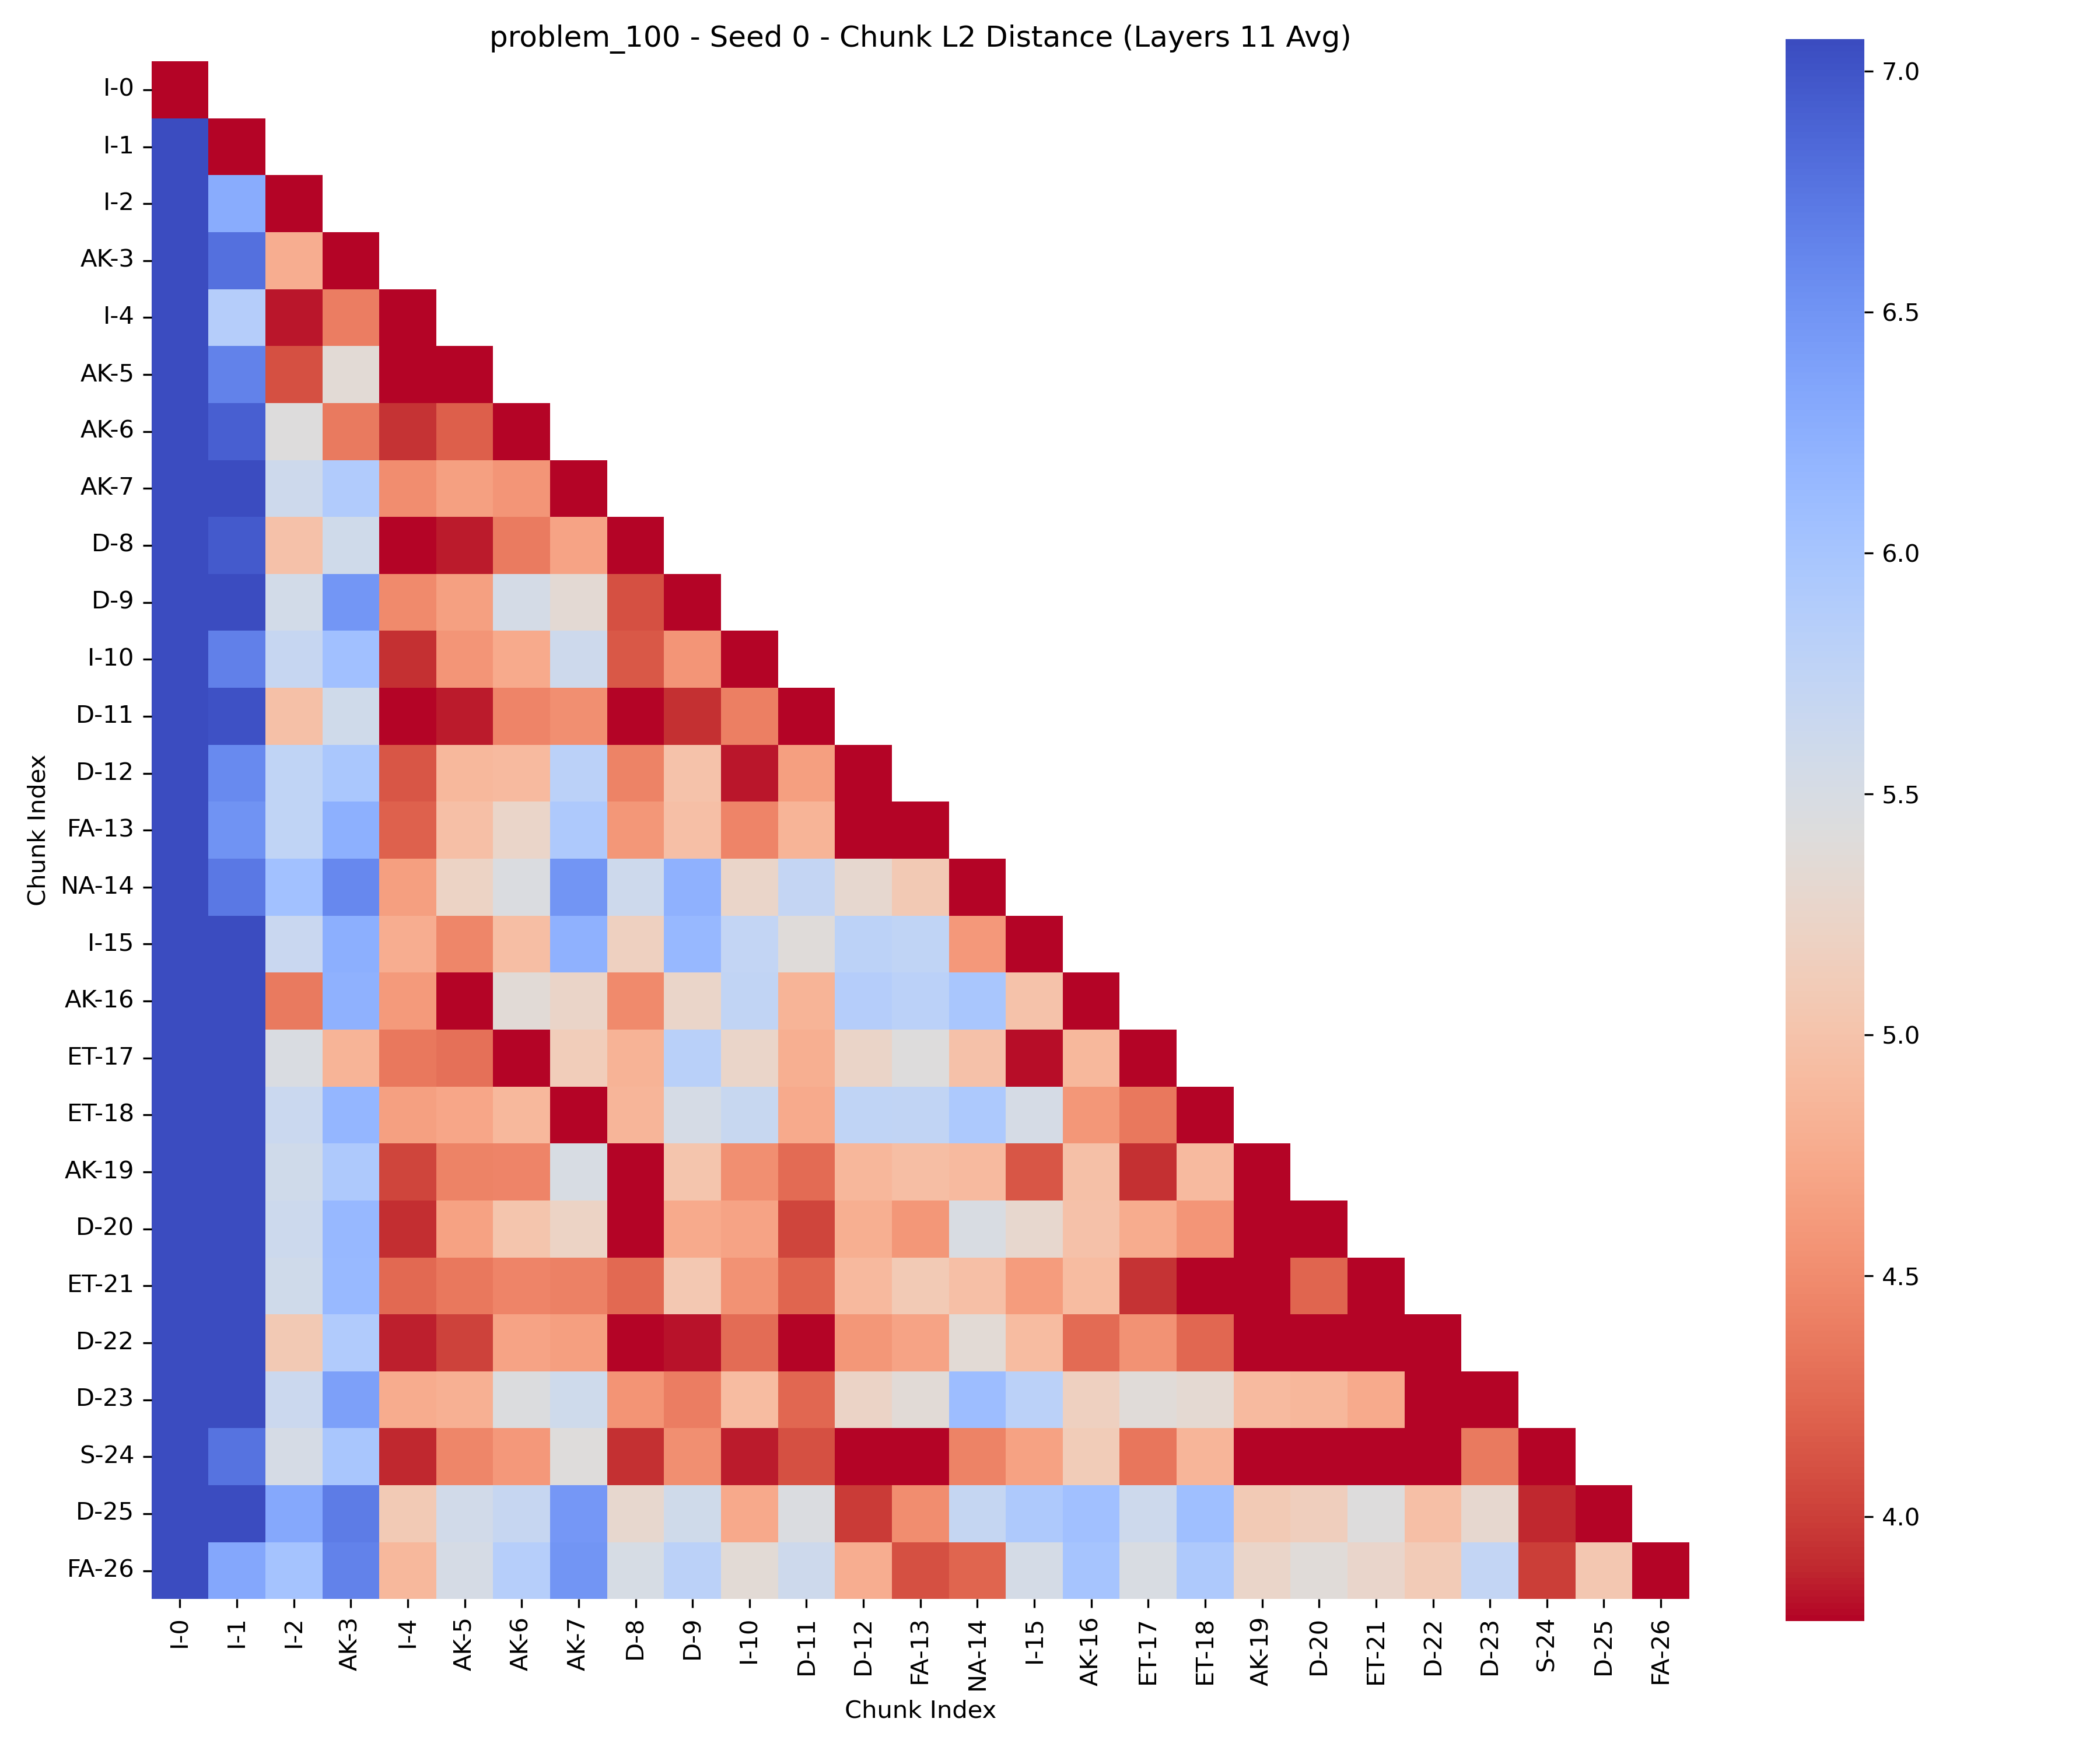 problem_100 - Seed 0 - Chunk L2 Distance (Layers 11 Avg)
Chunk Index
I-0
I-1
I-2
AK-3
I-4
AK-5
AK-6
AK-7
D-8
D-9
I-10
D-11
D-12
FA-13
NA-14
I-15
AK-16
ET-17
ET-18
AK-19
D-20
ET-21
D-22
D-23
S-24
D-25
FA-26
I-0
I-1
I-2
AK-3
I-4
AK-5
AK-6
AK-7
D-8
D-9
I-10
D-11
D-12
FA-13
NA-14
I-15
AK-16
ET-17
ET-18
AK-19
D-20
ET-21
D-22
D-23
S-24
D-25
FA-26
Chunk Index
7.0
6.5
6.0
5.5
5.0
4.5
4.0